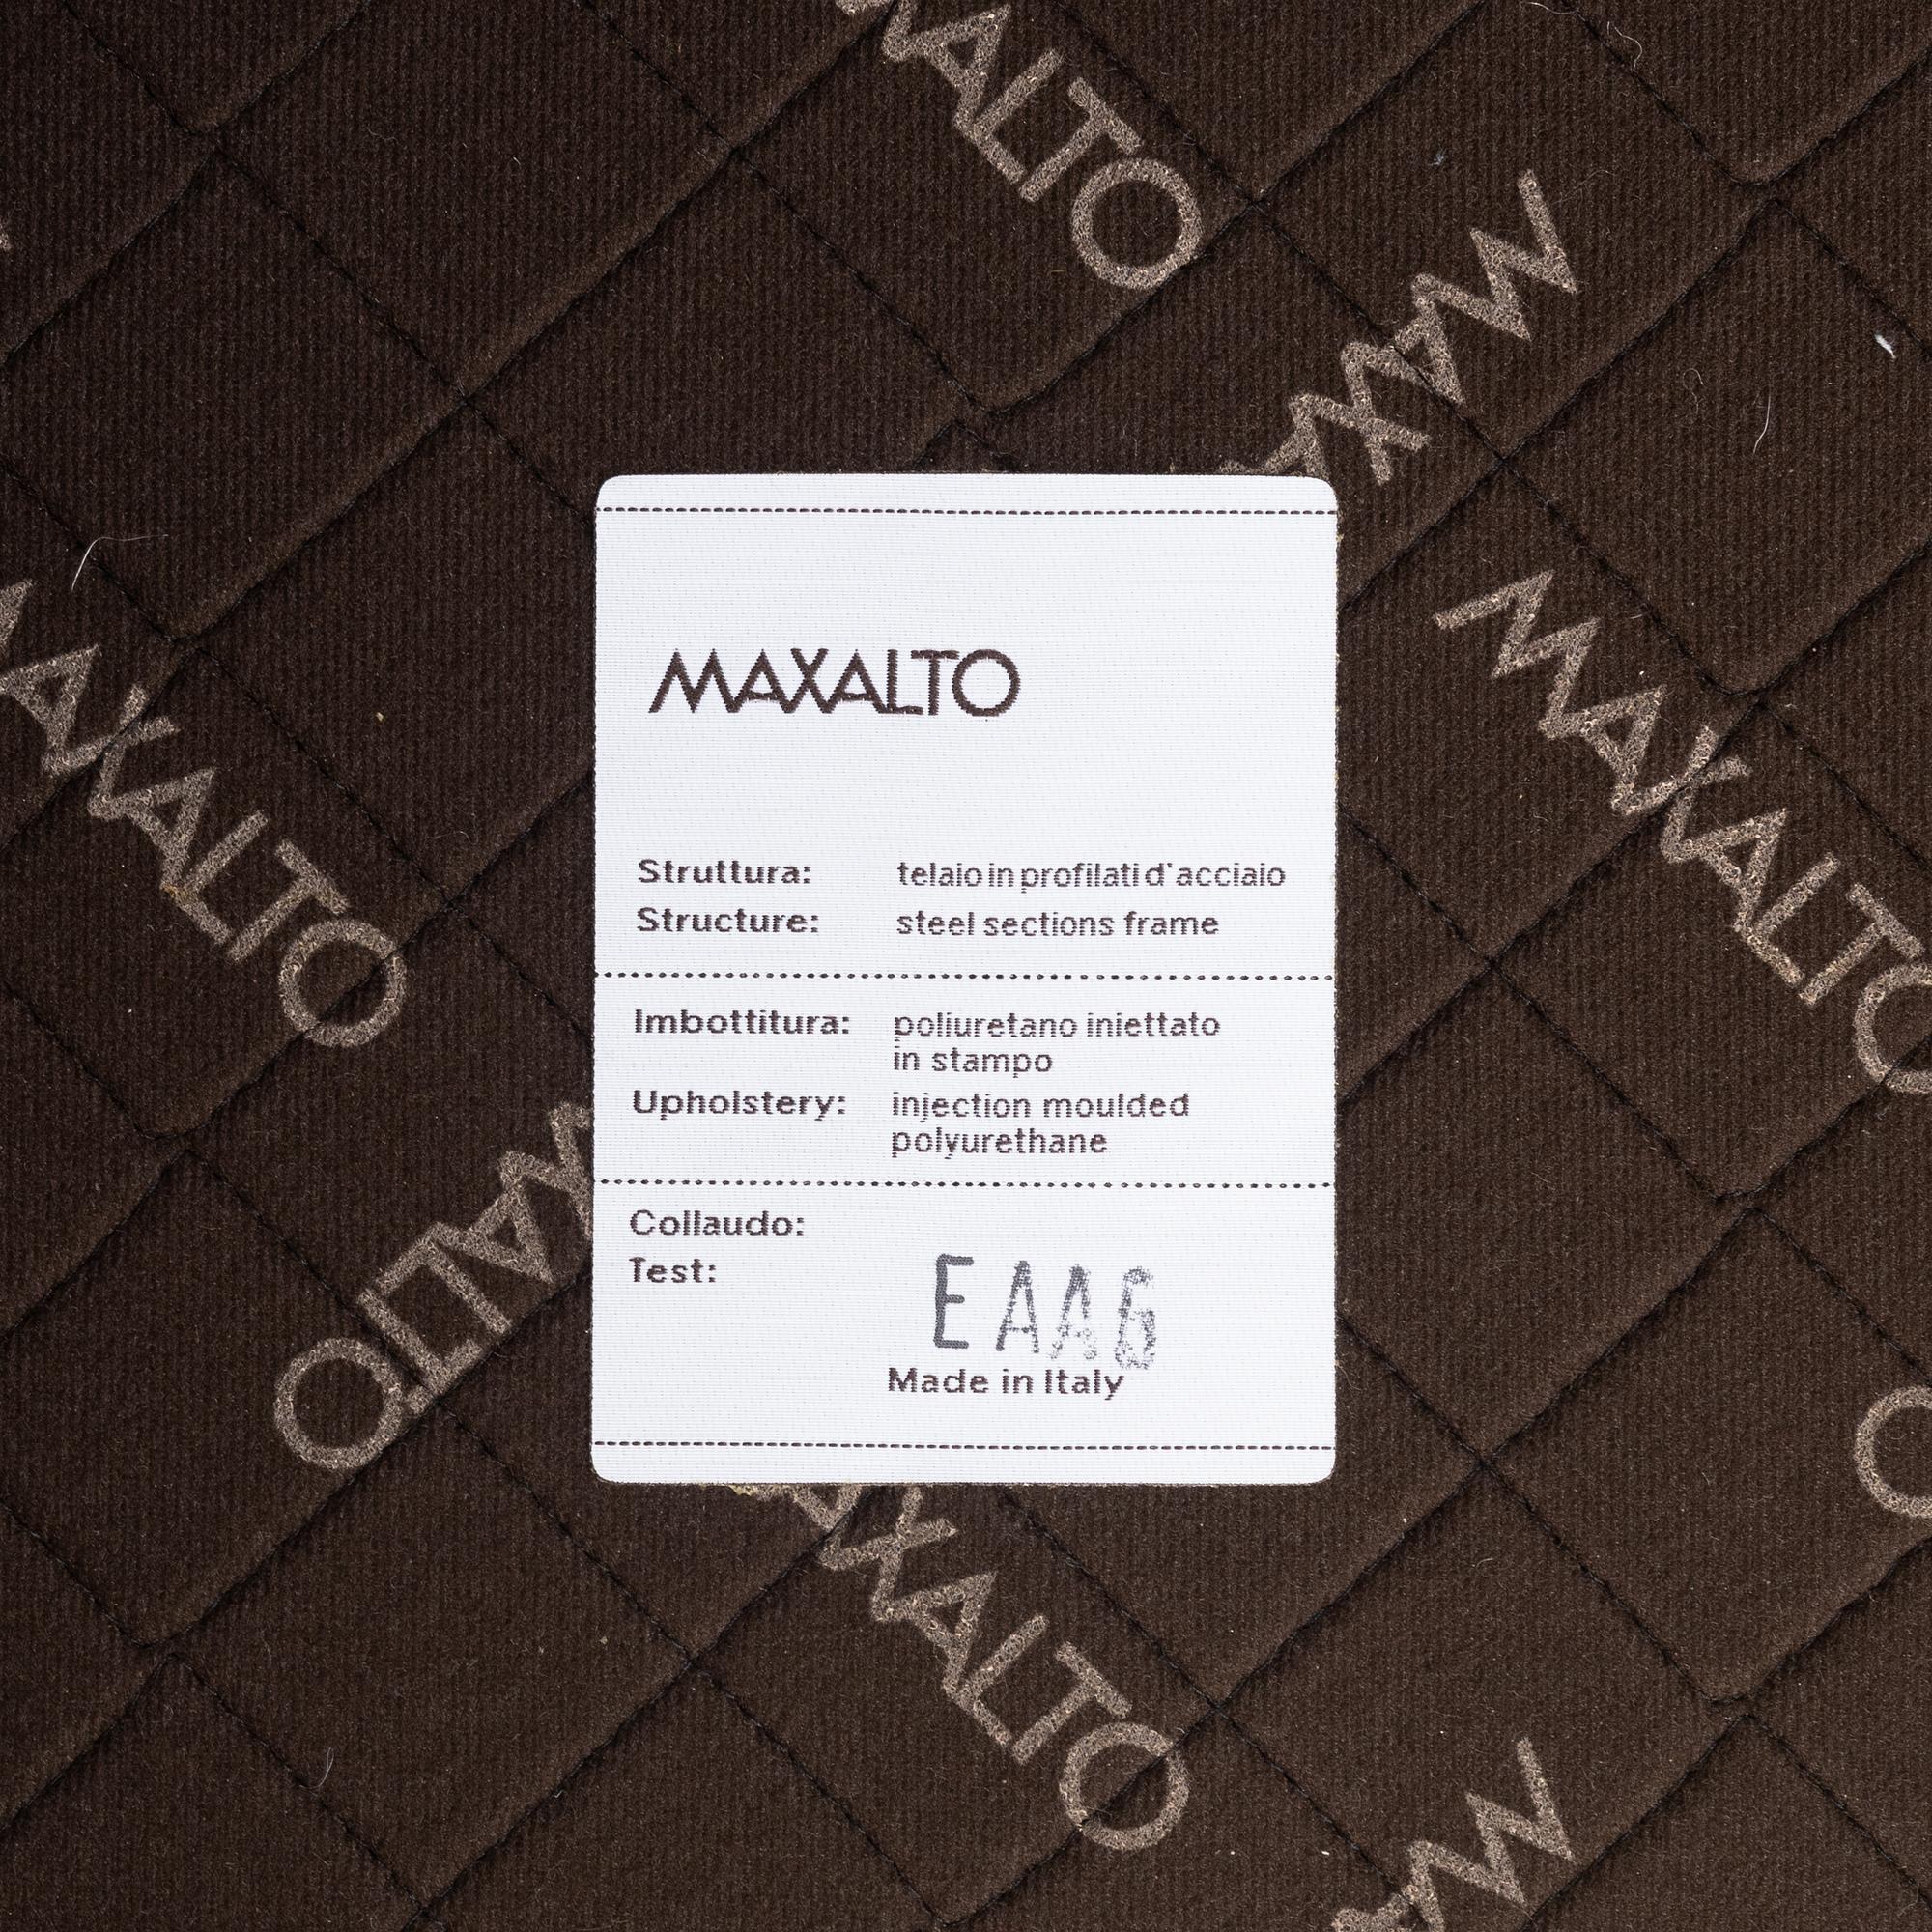 MAXALTO
MAXALTO
Struttura: telaio in profilati d'acciaio
Structure: steel sections frame
Imbottitura: poliuretano iniettato
in stampo
Upholstery: injection moulded
polyurethane
Collaudo:
Test:
Made in Italy